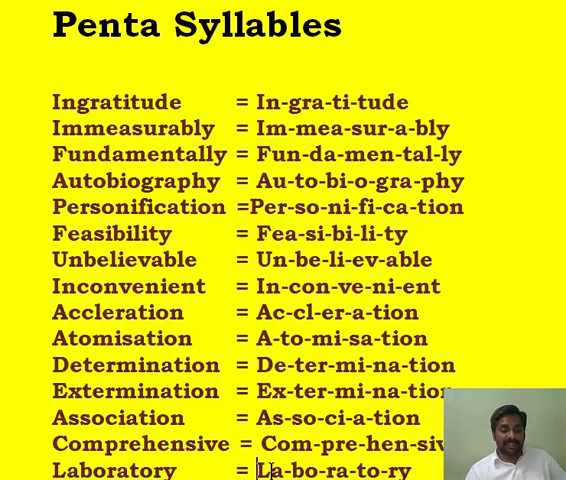 Penta Syllables
Ingratitude = In-gra-ti-tude
Immeasurably = Im-mea-sur-a-bly
Fundamentally = Fun-da-men-tal-ly
Autobiography = Au-to-bi-o-gra-phy
Personification =Per-so-ni-fi-ca-tion
Feasibility = Fea-si-bi-li-ty
Unbelievable = Un-be-li-ev-able
Inconvenient = In-con-ve-ni-ent
Accleration = Ac-cl-er-a-tion
Atomisation = A-to-mi-sa-tion
Determination = De-ter-mi-na-tion
Extermination = Ex-ter-mi-na-tion
Association = As-so-ci-a-tion
Comprehensive = Com-pre-hen-siv
Laboratory = La-bo-ra-to-ry